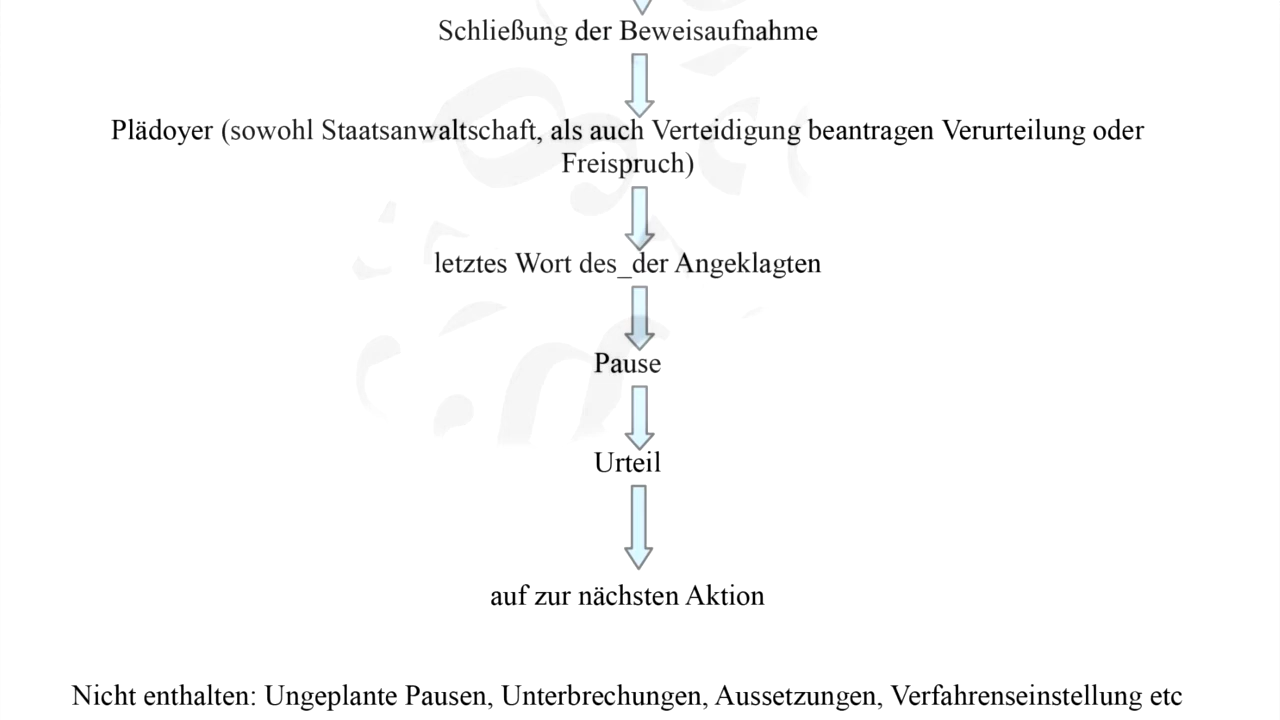 Schließung der Beweisaufnahme
Plädoyer (sowohl Staatsanwaltschaft, als auch Verteidigung beantragen Verurteilung oder
Freispruch)
letztes Wort des_der Angeklagten
Pause
Urteil
auf zur nächsten Aktion
Nicht enthalten: Ungeplante Pausen, Unterbrechungen, Aussetzungen, Verfahrenseinstellung etc